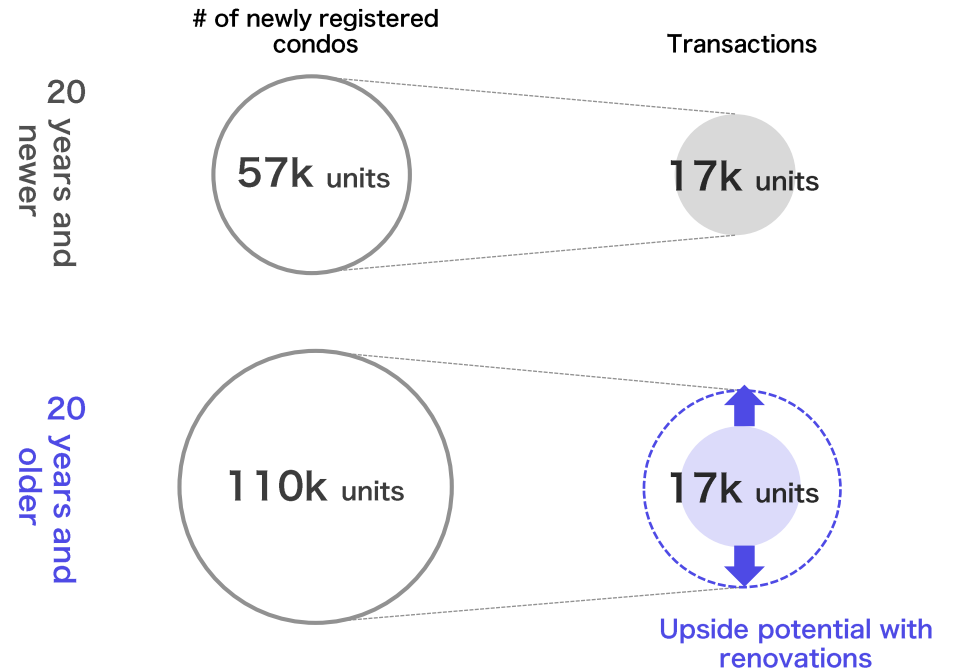 # of newly registered
condos
Transactions
20
years and
newer
57k units
17k units
20
years and
older
110k units
17k units
Upside potential with
renovations